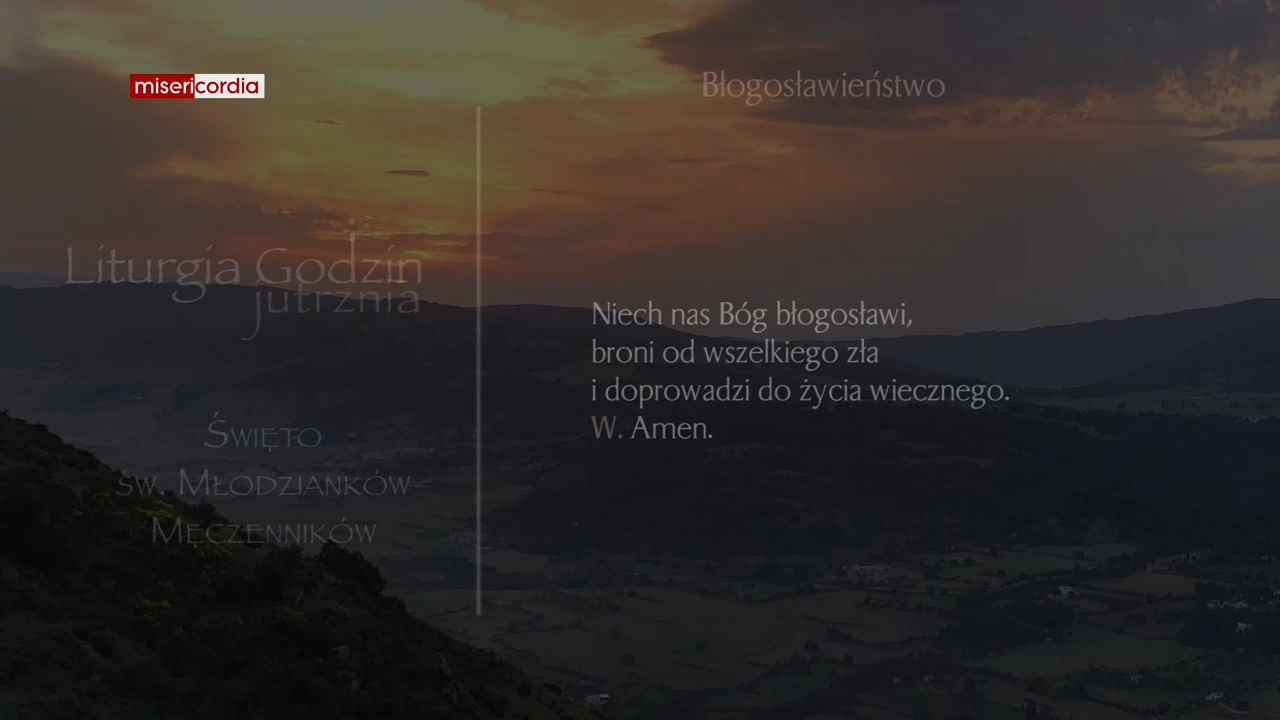 misericordia
Błogosławieństwo
Liturgia Godzin
jutrznia
Święto
św. Młodzianków
Męczenników
Niech nas Bóg błogosławi,
broni od wszelkiego zła
i doprowadzi do życia wiecznego.
W. Amen.